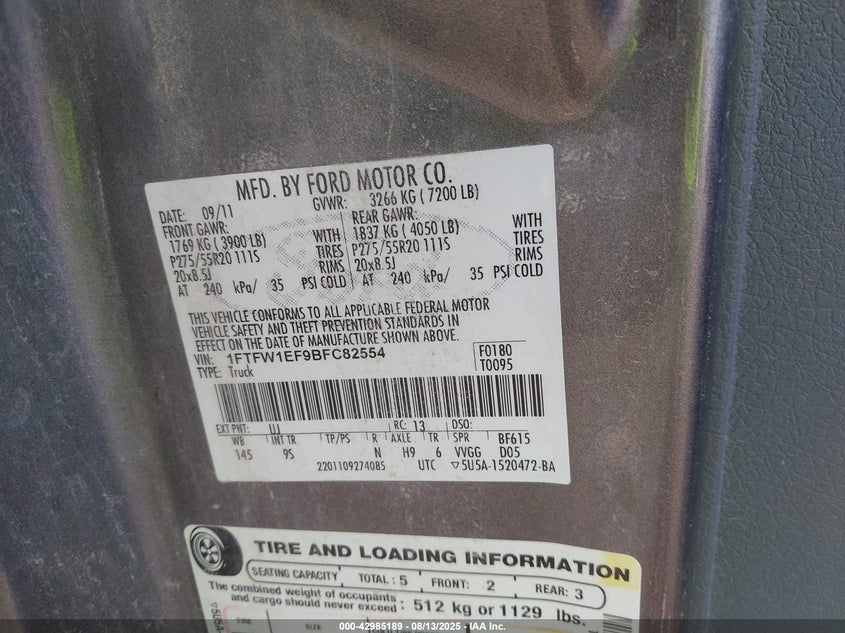 MFD. BY FORD MOTOR CO.
DATE: 09/11 GVWR: 3266 KG ( 7200 LB)
FRONT GAWR: REAR GAWR:
1769 KG ( 3900 LB) WITH 1837 KG ( 4050 LB) WITH
P275/55R20 111S TIRES P275/55R20 111S TIRES
20x8.5J RIMS 20x8.5J RIMS
AT 240 kPa/ 35 PSI COLD AT 240 kPa/ 35 PSI COLD
THIS VEHICLE CONFORMS TO ALL APPLICABLE FEDERAL MOTOR
VEHICLE SAFETY AND THEFT PREVENTION STANDARDS IN
EFFECT ON THE DATE OF MANUFACTURE SHOWN ABOVE.
VIN: 1FTFW1EF9BFC82554 F0180
TYPE: Truck T0095
EXT PNT: UJ RC: 13 DSO:
WB INT TR TP/PS R AXLE TR SPR BF615
145 9S N H9 6 VVGG D05
2201109274085 UTC ▽5U5A-1520472-BA
TIRE AND LOADING INFORMATION
SEATING CAPACITY TOTAL : 5 FRONT: 2 REAR: 3
The combined weight of occupants
and cargo should never exceed : 512 kg or 1129 lbs.
▽5U5A
TIRE SIZE
000-42985189 - 08/13/2025 - IAA Inc.